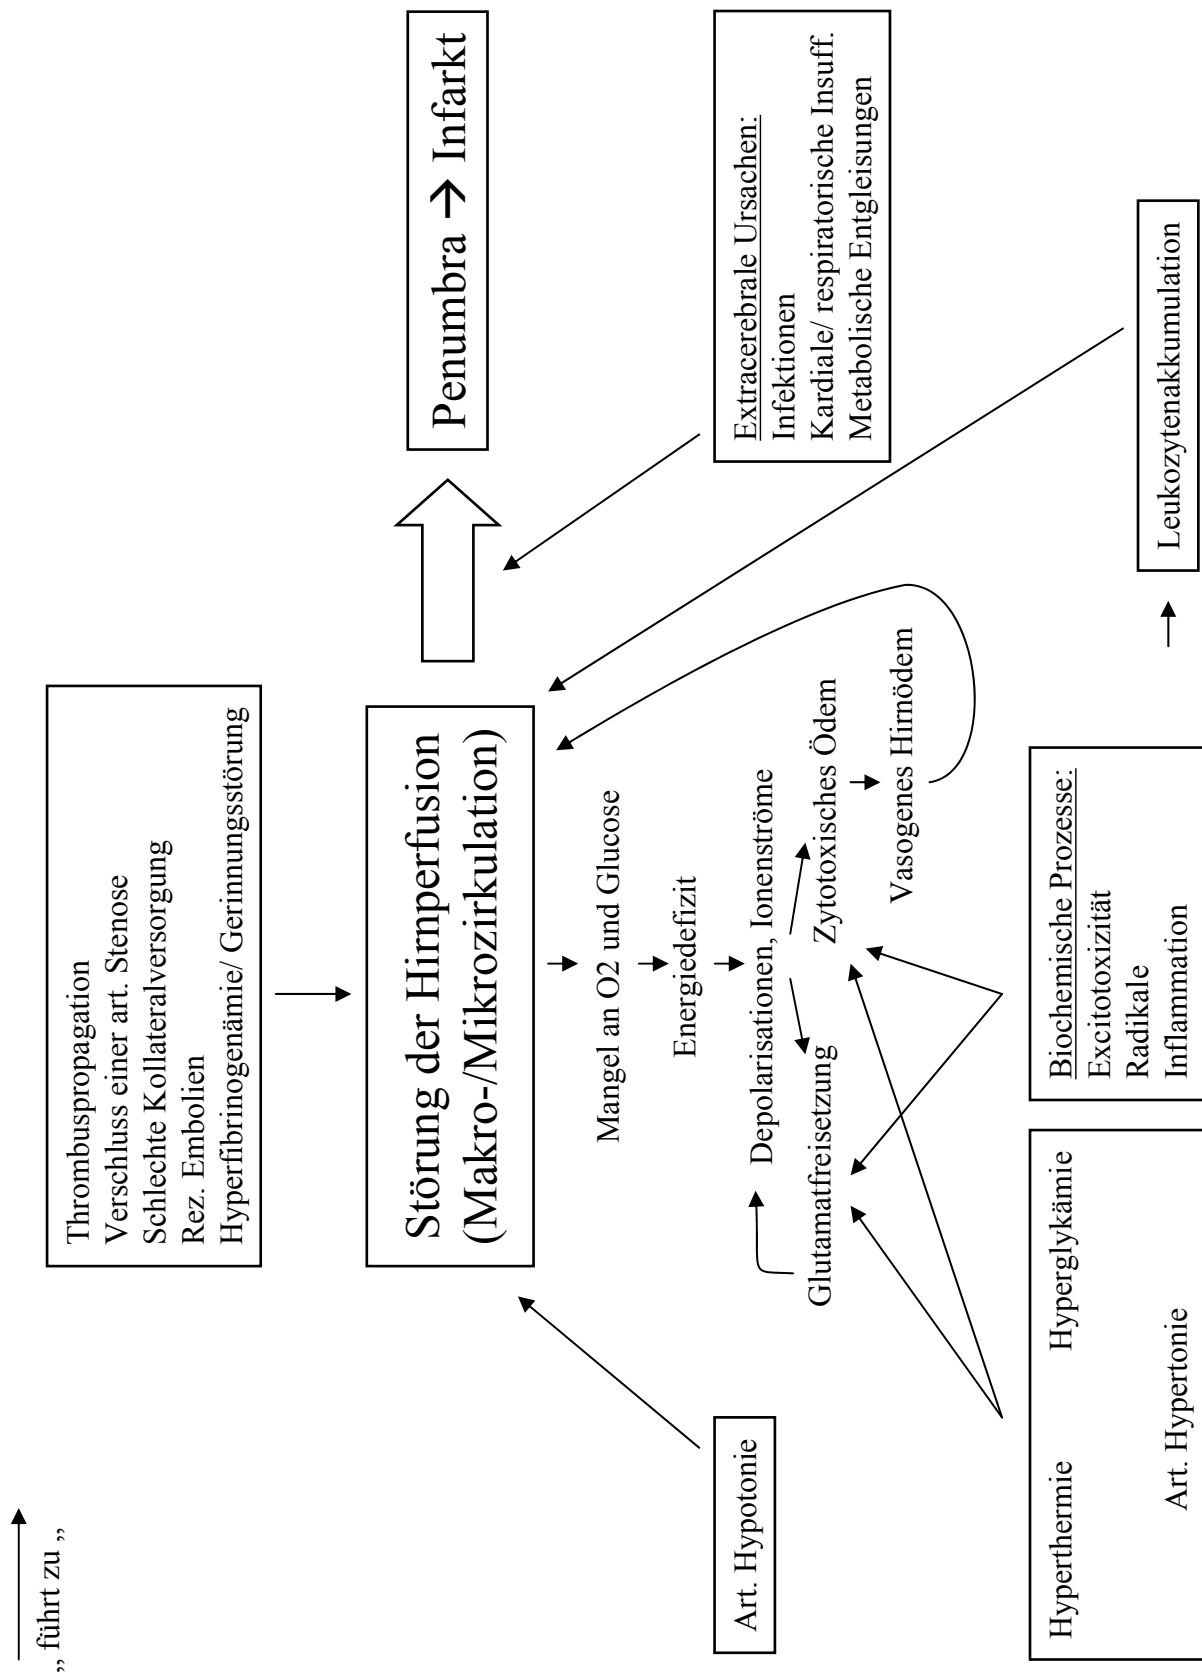 „ führt zu „
Thrombuspropagation
Verschluss einer art. Stenose
Schlechte Kollateralversorgung
Rez. Embolien
Hyperfibrinogenämie/ Gerinnungsstörung
Störung der Hirnperfusion
(Makro-/Mikrozirkulation)
Penumbra → Infarkt
Mangel an O2 und Glucose
Energiedefizit
Art. Hypotonie
Depolarisationen, Ionenströme
Glutamatfreisetzung
Zytotoxisches Ödem
Vasogenes Hirnödem
Extracerebrale Ursachen:
Infektionen
Kardiale/ respiratorische Insuff.
Metabolische Entgleisungen
Hyperthermie
Hyperglykämie
Art. Hypertonie
Biochemische Prozesse:
Excitotoxizität
Radikale
Inflammation
Leukozytenakkumulation